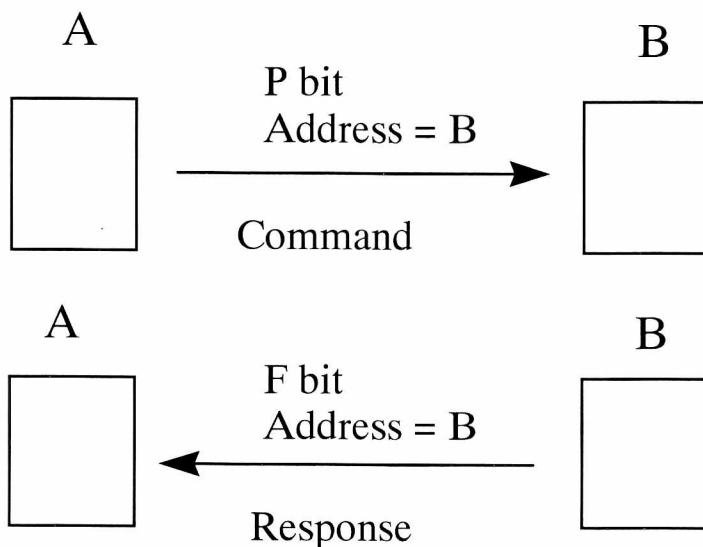 A
B
P bit
Address = B
Command
A
B
F bit
Address = B
Response